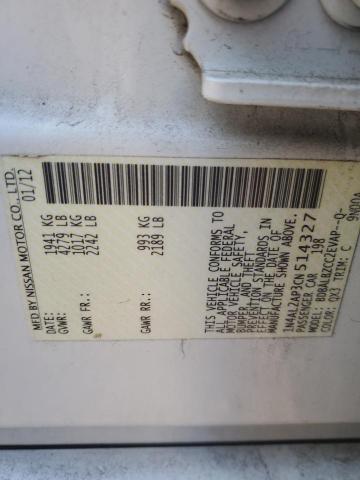 MFD BY NISSAN MOTOR CO., LTD.
01/12
GVWR: 1941 KG
4279 LB
GAWR FR: 1017 KG
2242 LB
GAWR RR: 993 KG
2189 LB
THIS VEHICLE CONFORMS TO
ALL APPLICABLE FEDERAL
MOTOR VEHICLE SAFETY,
BUMPER, AND THEFT
PREVENTION STANDARDS IN
EFFECT ON THE DATE OF
MANUFACTURE SHOWN ABOVE.
1N4AL2AP3CN514327
PASSENGER CAR 198
MODEL: BDBALBZCC2EVAP--Q-
COLOR: QX3 TRIM: C